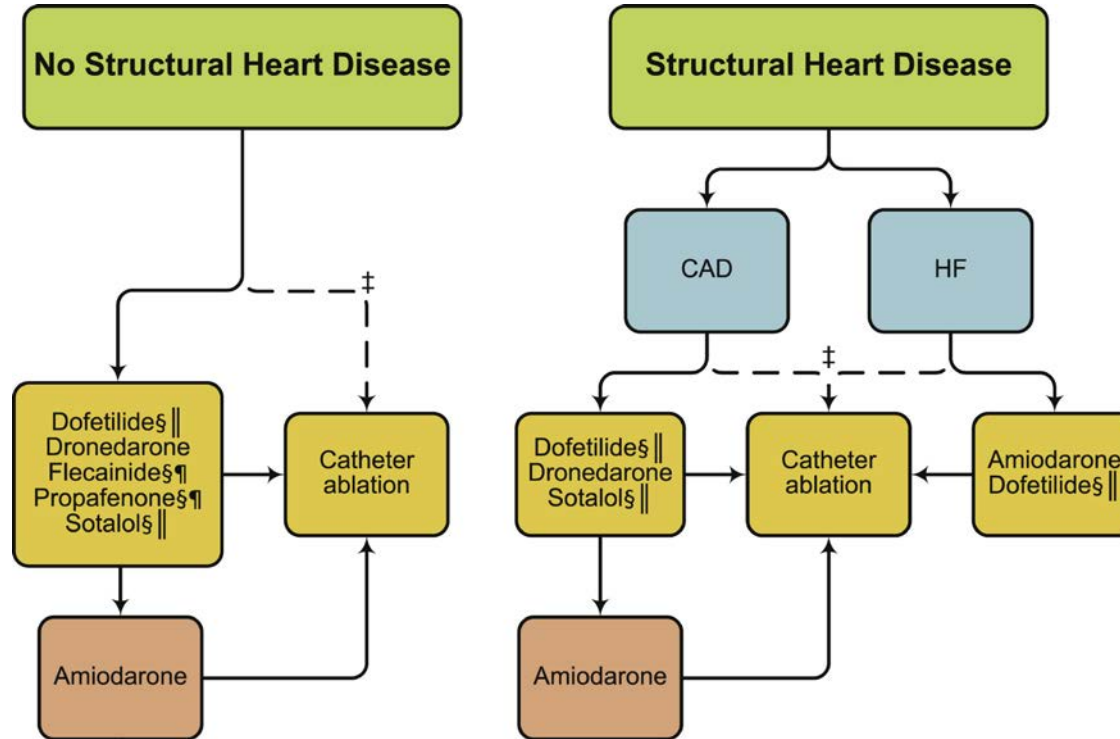 No Structural Heart Disease
Structural Heart Disease
CAD
HF
‡
‡
Dofetilide§‖
Dronedarone
Flecainide§¶
Propafenone§¶
Sotalol§‖
Catheter
ablation
Dofetilide§‖
Dronedarone
Sotalol§‖
Catheter
ablation
Amiodarone
Dofetilide§‖
Amiodarone
Amiodarone